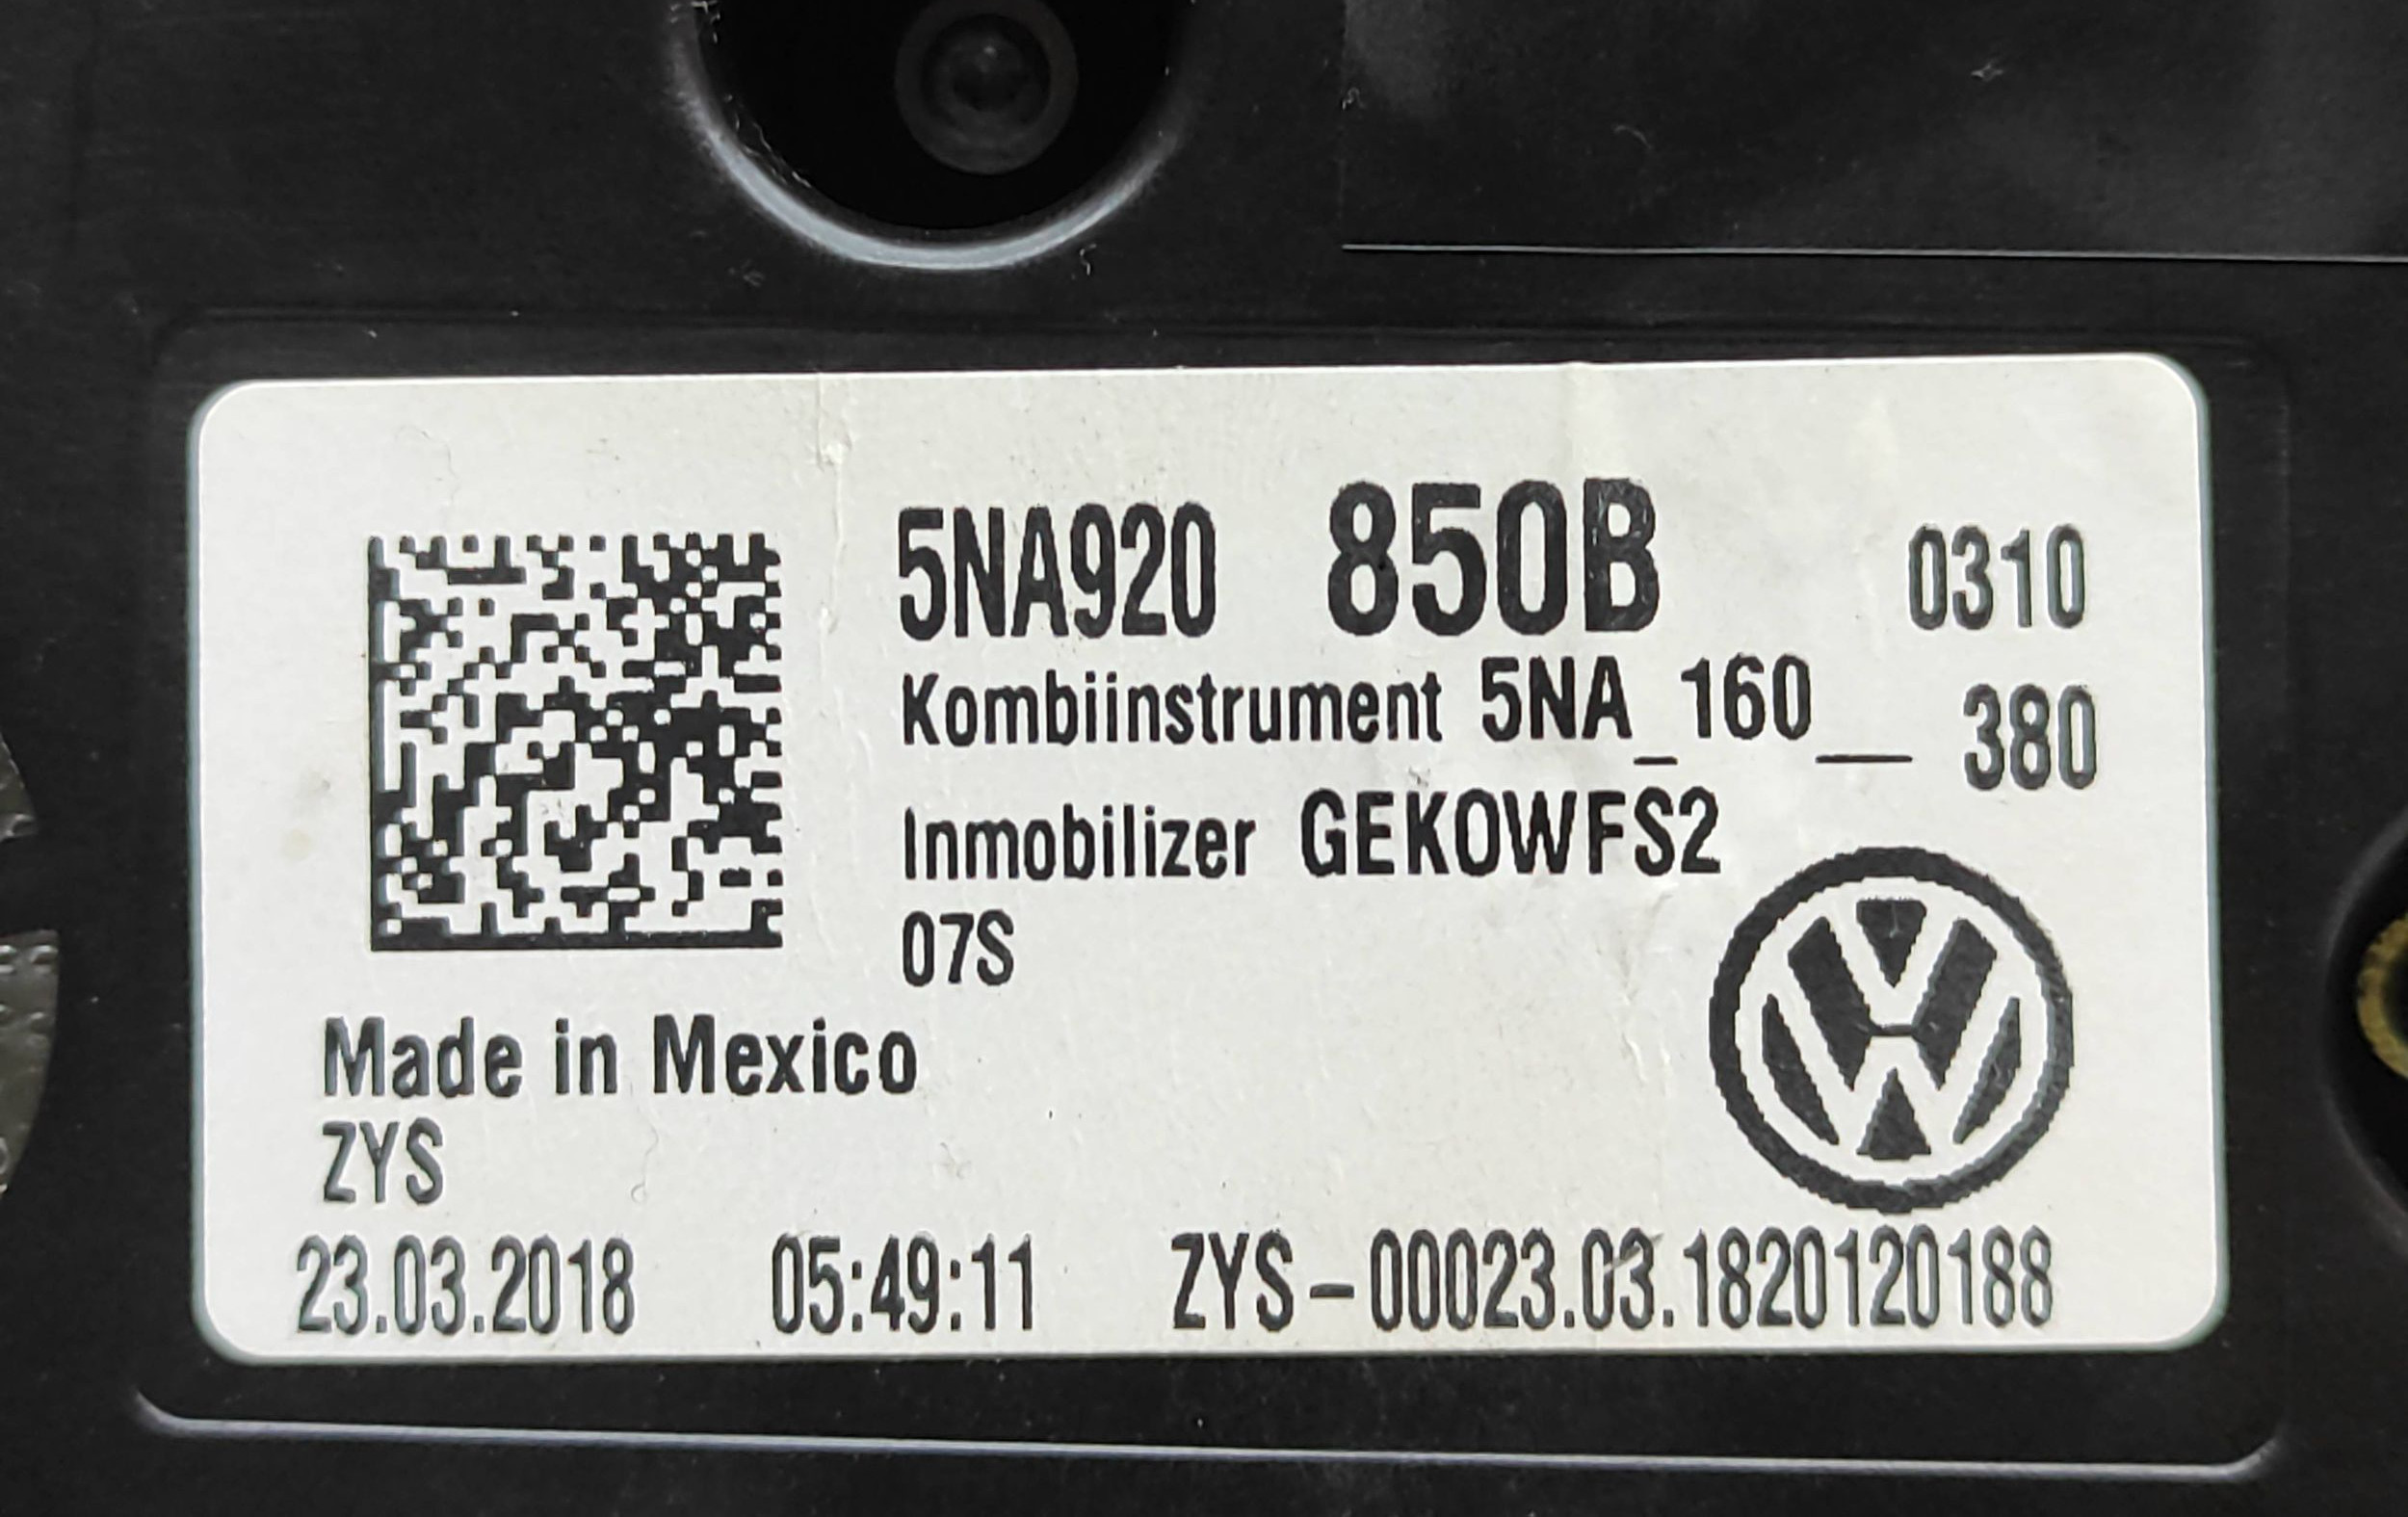 5NA920 850B 0310
Kombiinstrument 5NA_160__ 380
Inmobilizer GEKOWFS2
07S
Made in Mexico
ZYS
23.03.2018 05:49:11 ZYS-00023.03.1820120188